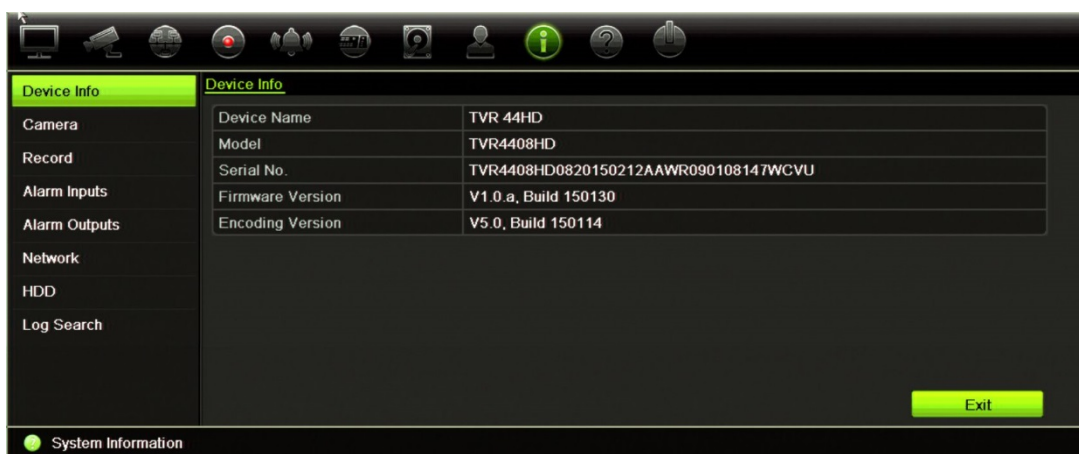 Device Info
Camera
Record
Alarm Inputs
Alarm Outputs
Network
HDD
Log Search
Device Info
Device Name TVR 44HD
Model TVR4408HD
Serial No. TVR4408HD0820150212AAWR090108147WCVU
Firmware Version V1.0.a, Build 150130
Encoding Version V5.0, Build 150114
Exit
System Information